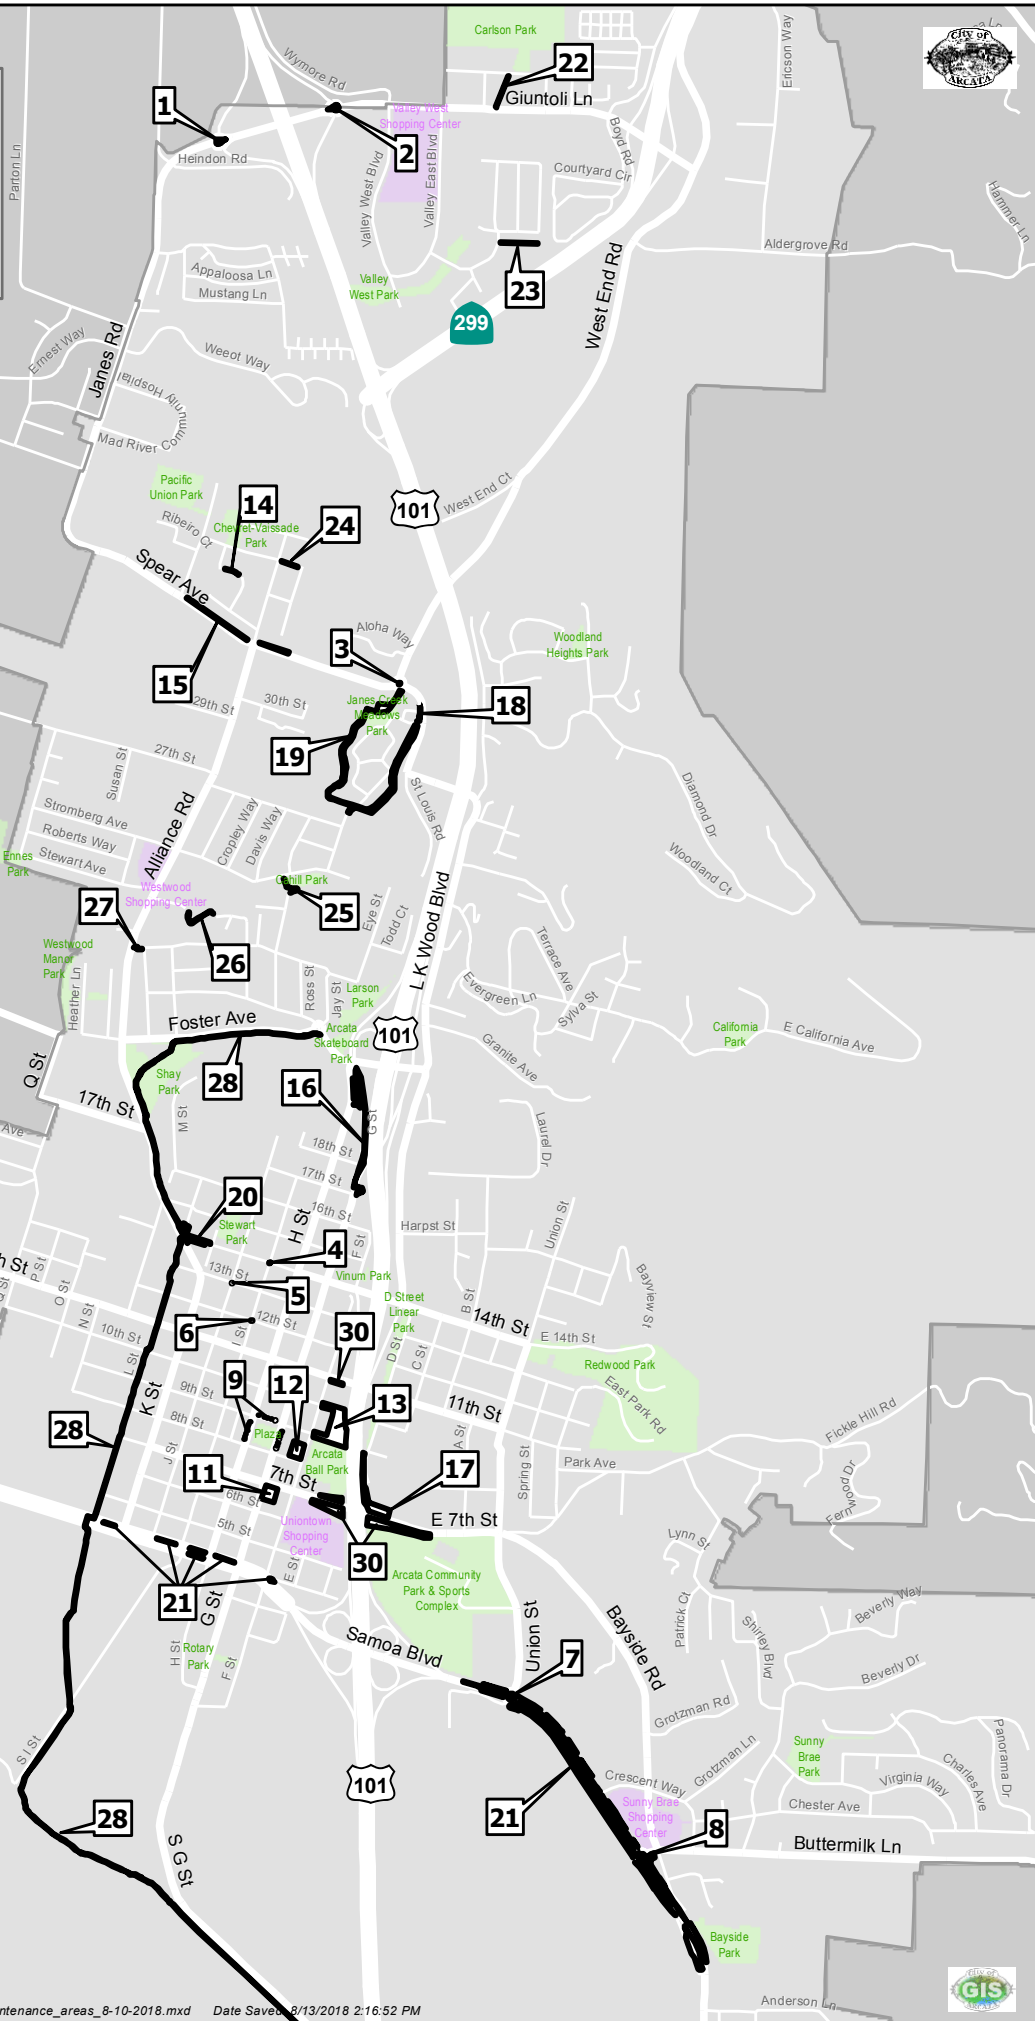 Carlson Park
City of
ARCATA
Ericson Way
Wymore Rd
22
Giuntoli Ln
1
Valley West
Shopping Center
2
Heindon Rd
Parton Ln
Boyd Rd
Courtyard Cir
Valley West Blvd
Valley East Blvd
Hammer Ln
Aldergrove Rd
Appaloosa Ln
Mustang Ln
Valley
West Park
23
West End Rd
299
Ernest Way
Janes Rd
Weeot Way
Mad River Community Hospital
Pacific
Union Park
101
West End Ct
14
24
Ribeiro Ct
Chevret-Vaissade
Park
Spear Ave
Aloha Way
Woodland
Heights Park
3
15
29th St
30th St
Janes Creek
Meadows
Park
18
19
27th St
Susan St
Stromberg Ave
Roberts Way
Stewart Ave
Alliance Rd
Cropley Way
Davis Way
St Louis Rd
Diamond Dr
Woodland Ct
Ennes
Park
Westwood
Shopping Center
Cahill Park
25
27
26
Eye St
Todd Ct
L K Wood Blvd
Westwood
Manor
Park
Heather Ln
Ross St
Jay St
Larson
Park
Terrace Ave
Evergreen Ln
Sylva St
Foster Ave
Arcata
Skateboard
Park
101
Granite Ave
California
Park
E California Ave
Q St
28
Shay
Park
16
17th St
M St
G St
Ave
18th St
Laurel Dr
17th St
20
16th St
Stewart
Park
H St
F St
Harpst St
Union St
4
h St
P St
O St
N St
13th St
5
Vinum Park
Bayview St
D Street
Linear
Park
B St
14th St
6
12th St
I St
30
E 14th St
10th St
L St
D St
C St
Redwood Park
East Park Rd
9
12
9th St
K St
13
11th St
8th St
Plaza
28
J St
Arcata
Ball Park
A St
Spring St
Park Ave
Fickle Hill Rd
11
7th St
17
6th St
Fernwood Dr
5th St
Uniontown
Shopping
Center
E 7th St
Lynn St
30
E St
Arcata Community
Park & Sports
Complex
21
G St
Patrick Ct
Beverly Way
Samoa Blvd
Union St
Bayside Rd
Shirley Blvd
H St
Rotary
Park
F St
7
Beverly Dr
Grotzman Rd
S I St
Grotzman Ln
Sunny
Brae
Park
Panorama Dr
101
Crescent Way
Virginia Way
Charles Ave
28
21
Sunny Brae
Shopping
Center
Chester Ave
8
Buttermilk Ln
S G St
Bayside
Park
City of
GIS
Anderson Ln
ntenance_areas_8-10-2018.mxd Date Saved: 8/13/2018 2:16:52 PM